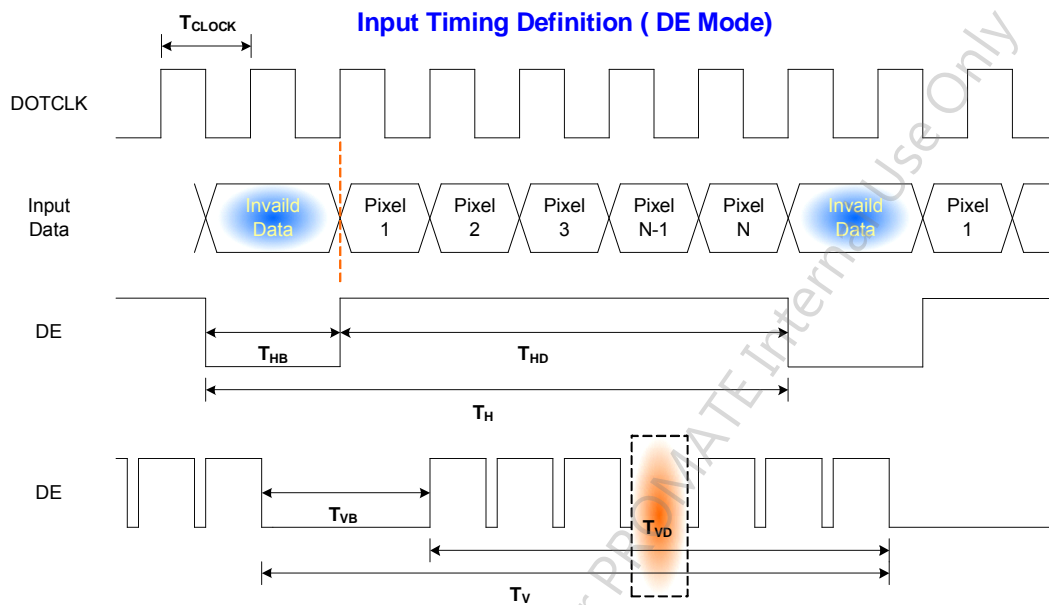 Input Timing Definition ( DE Mode)
TCLOCK
DOTCLK
Input
Data
Invaild
Data
Pixel
1
Pixel
2
Pixel
3
Pixel
N-1
Pixel
N
Invaild
Data
Pixel
1
DE
THB
THD
TH
DE
TVB
TVD
TV
r PROMATE Internal Use Only